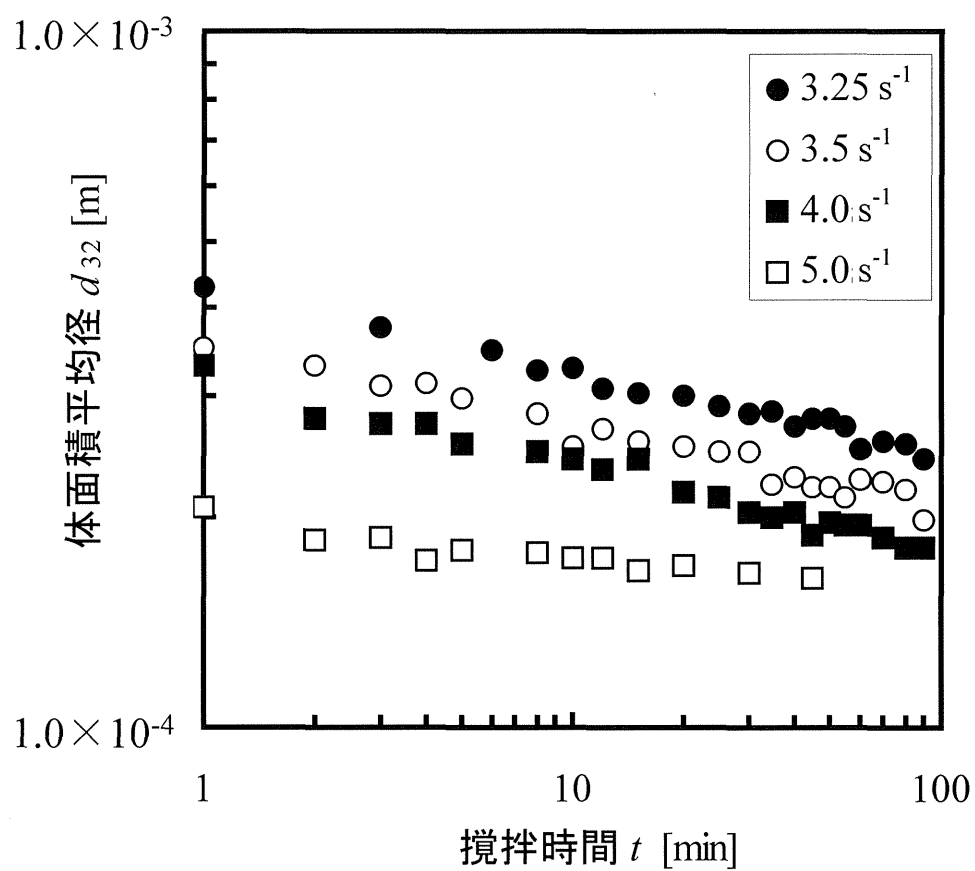 1.0×10⁻³
● 3.25 s⁻¹
○ 3.5 s⁻¹
■ 4.0 s⁻¹
□ 5.0 s⁻¹
体面積平均径 d₃₂ [m]
1.0×10⁻⁴
1 10 100
撹拌時間 t [min]